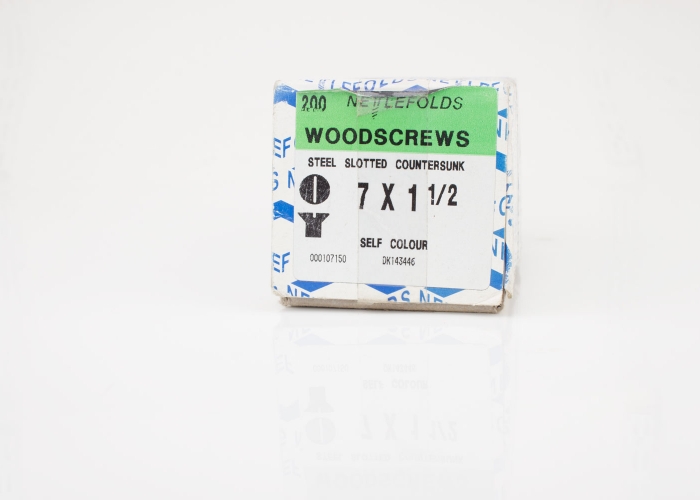 200 NETTLEFOLDS
WOODSCREWS
STEEL SLOTTED COUNTERSUNK
7 X 1 1/2
SELF COLOUR
000107150 DK143446